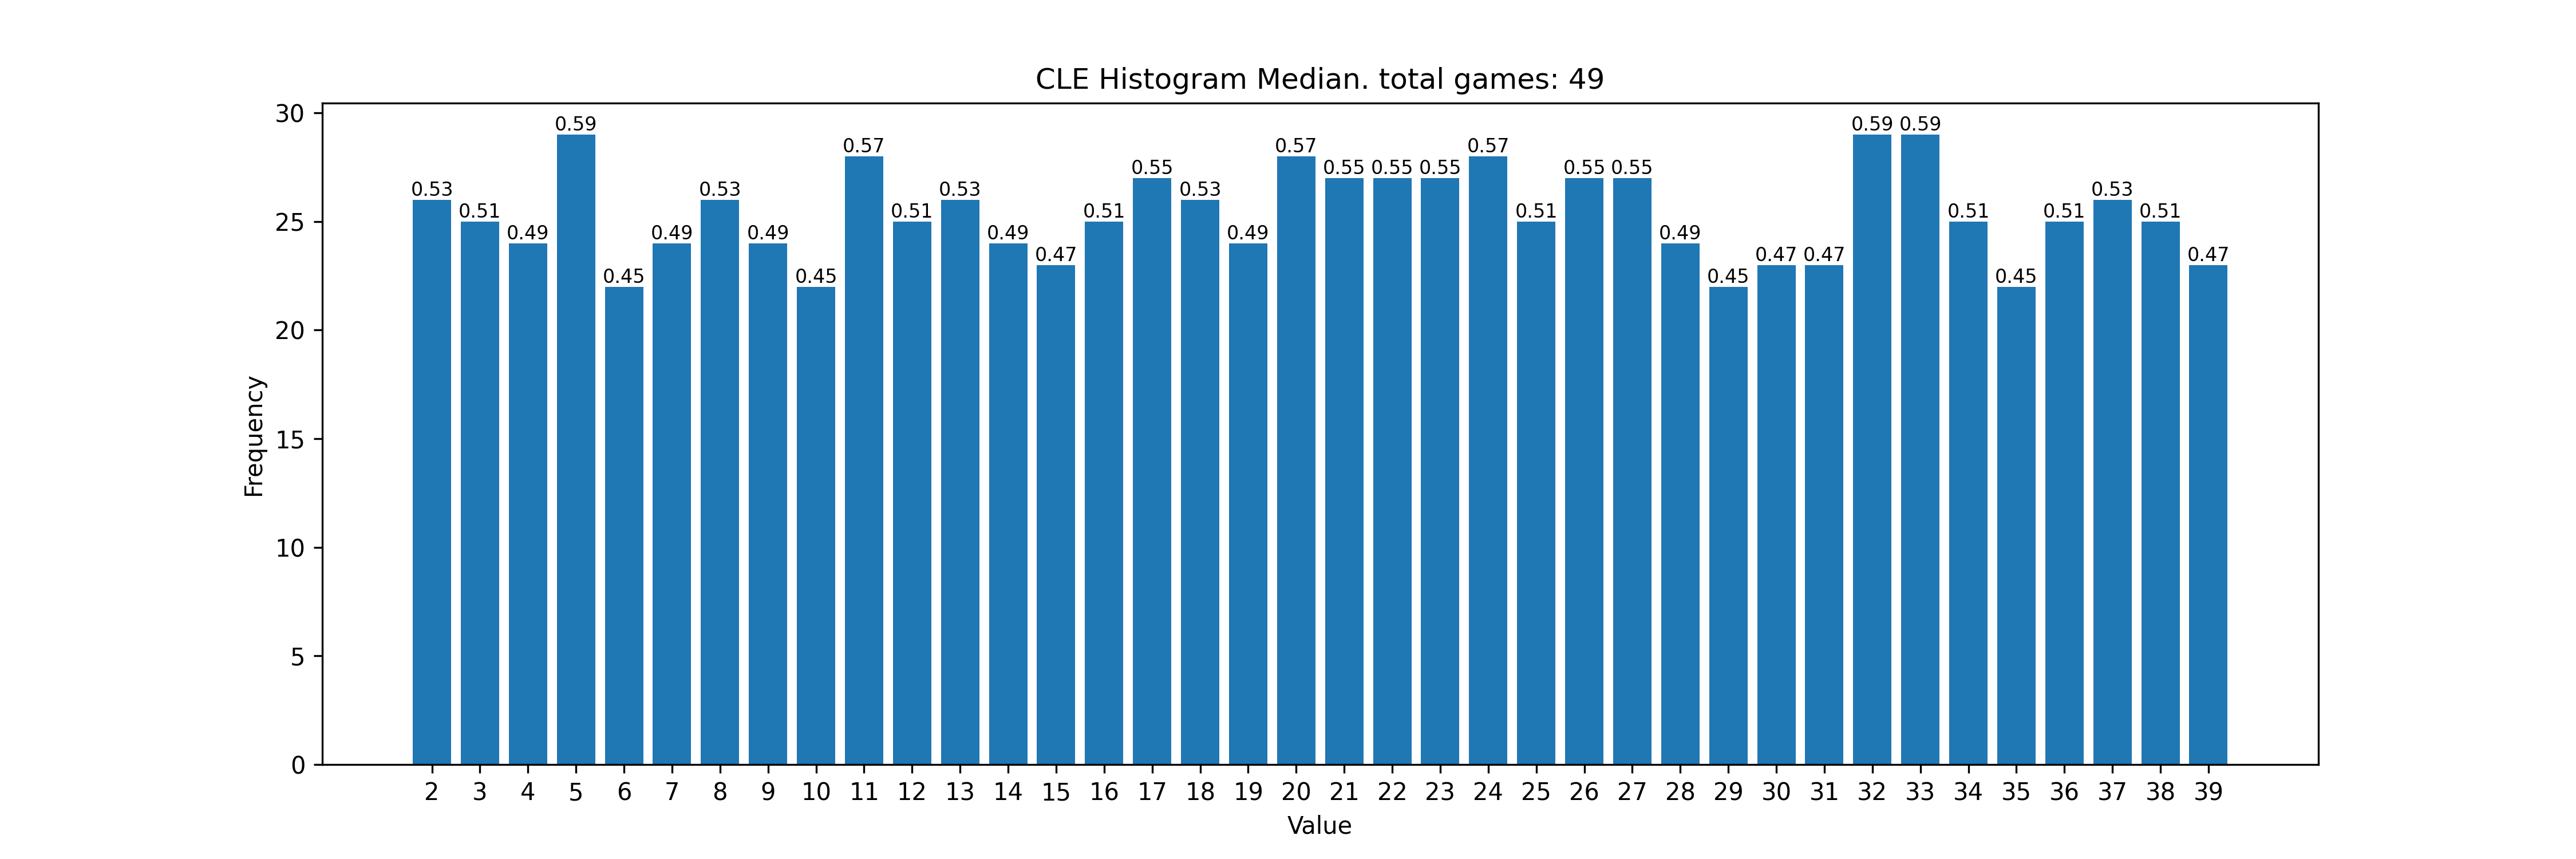 CLE Histogram Median. total games: 49
30
25
20
15
10
5
0
Frequency
0.53 0.51 0.49 0.59 0.45 0.49 0.53 0.49 0.45 0.57 0.51 0.53 0.49 0.47 0.51 0.55 0.53 0.49 0.57 0.55 0.55 0.55 0.57 0.51 0.55 0.55 0.49 0.45 0.47 0.47 0.59 0.59 0.51 0.45 0.51 0.53 0.51 0.47
2 3 4 5 6 7 8 9 10 11 12 13 14 15 16 17 18 19 20 21 22 23 24 25 26 27 28 29 30 31 32 33 34 35 36 37 38 39
Value